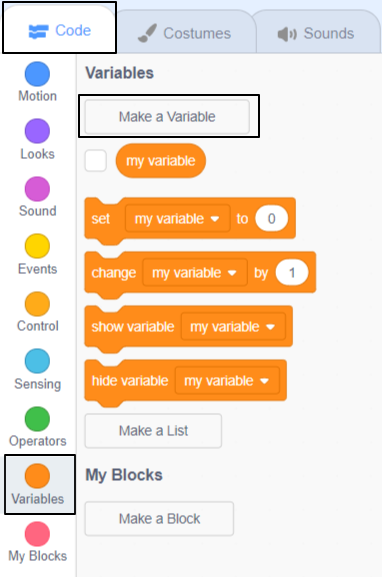 Code
Costumes
Sounds
Motion
Looks
Sound
Events
Control
Sensing
Operators
Variables
My Blocks
Variables
Make a Variable
my variable
set my variable to 0
change my variable by 1
show variable my variable
hide variable my variable
Make a List
My Blocks
Make a Block